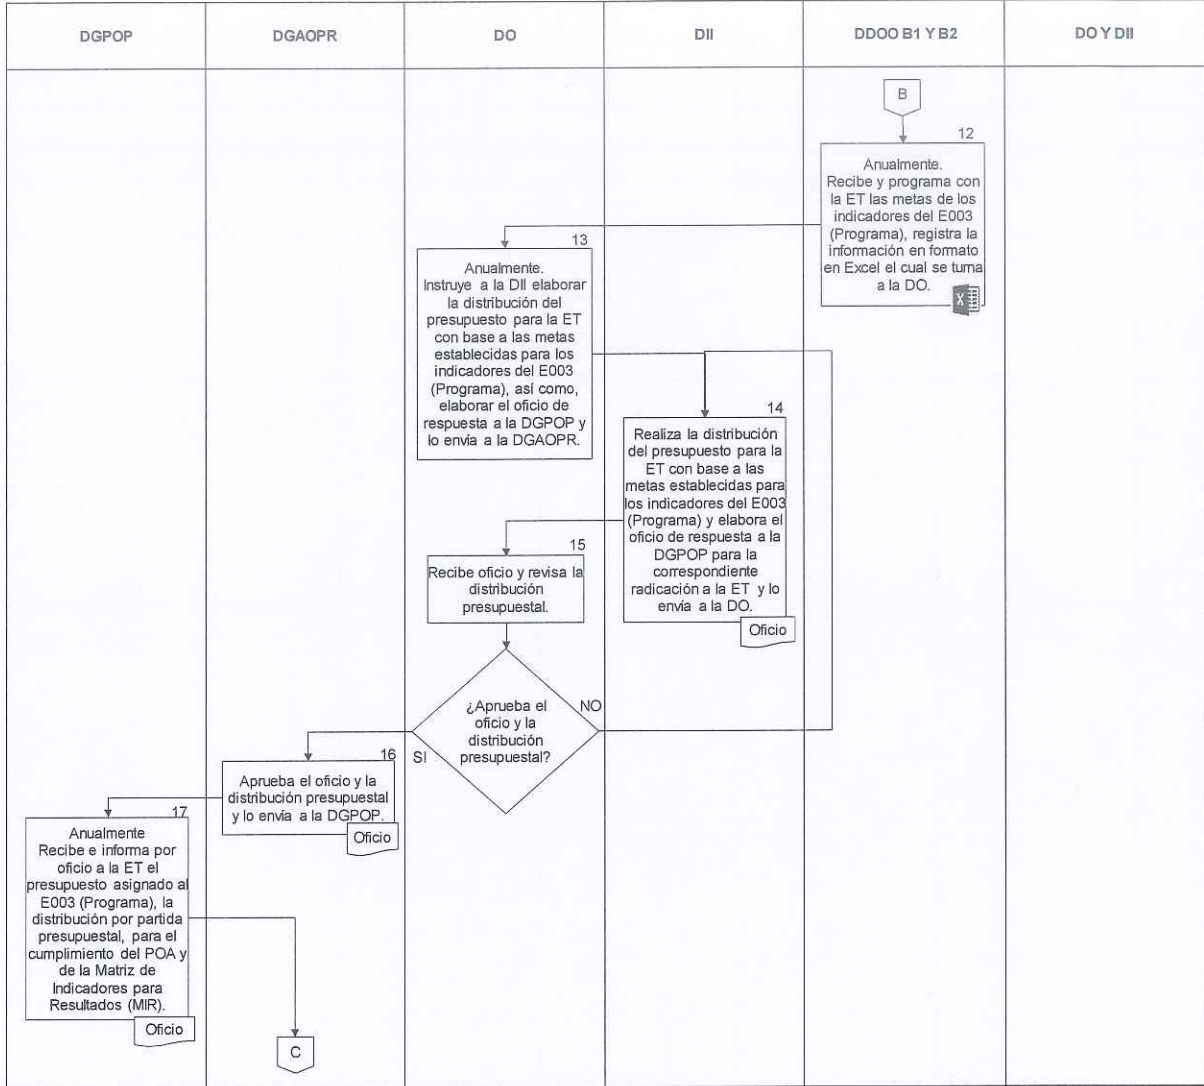 DGPOP
DGAOPR
DO
DII
DDOO B1 Y B2
DO Y DII
B
12
Anualmente.
Recibe y programa con
la ET las metas de los
indicadores del E003
(Programa), registra la
información en formato
en Excel el cual se turna
a la DO.
X
13
Anualmente.
Instruye a la DII elaborar
la distribución del
presupuesto para la ET
con base a las metas
establecidas para los
indicadores del E003
(Programa), así como,
elaborar el oficio de
respuesta a la DGPOP y
lo envía a la DGAOPR.
14
Realiza la distribución
del presupuesto para la
ET con base a las
metas establecidas para
los indicadores del E003
(Programa) y elabora el
oficio de respuesta a la
DGPOP para la
correspondiente
radicación a la ET y lo
envía a la DO.
Oficio
15
Recibe oficio y revisa la
distribución
presupuestal.
¿Aprueba el
oficio y la
distribución
presupuestal?
NO
SI
16
Aprueba el oficio y la
distribución presupuestal
y lo envía a la DGPOP.
Oficio
17
Anualmente
Recibe e informa por
oficio a la ET el
presupuesto asignado al
E003 (Programa), la
distribución por partida
presupuestal, para el
cumplimiento del POA y
de la Matriz de
Indicadores para
Resultados (MIR).
Oficio
C